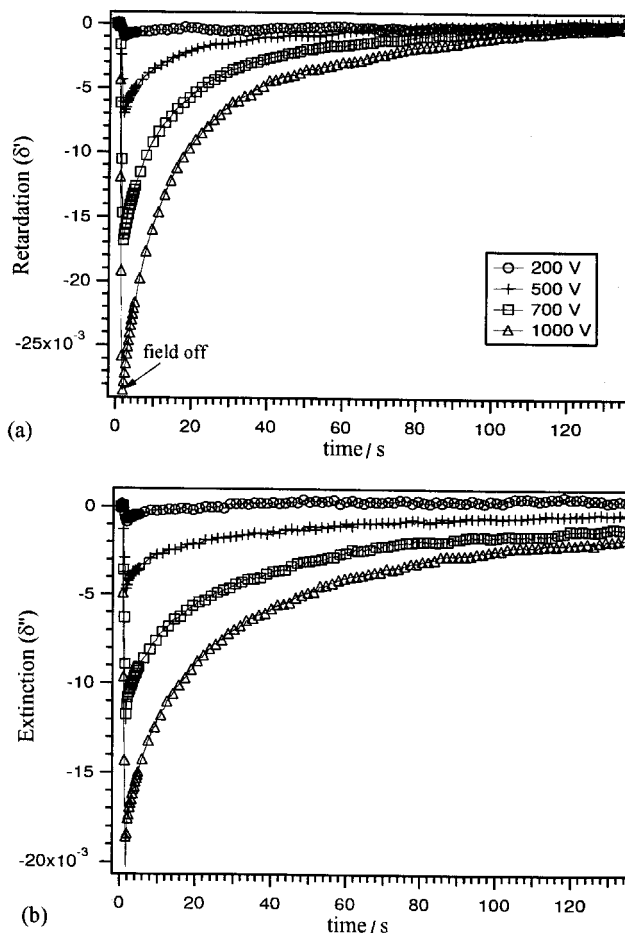 0
-5
-10
-15
-20
-25x10⁻³
Retardation (δ')
200 V
500 V
700 V
1000 V
field off
0 20 40 60 80 100 120
(a)
time / s
0
-5
-10
-15
-20x10⁻³
Extinction (δ")
0 20 40 60 80 100 120
(b)
time / s